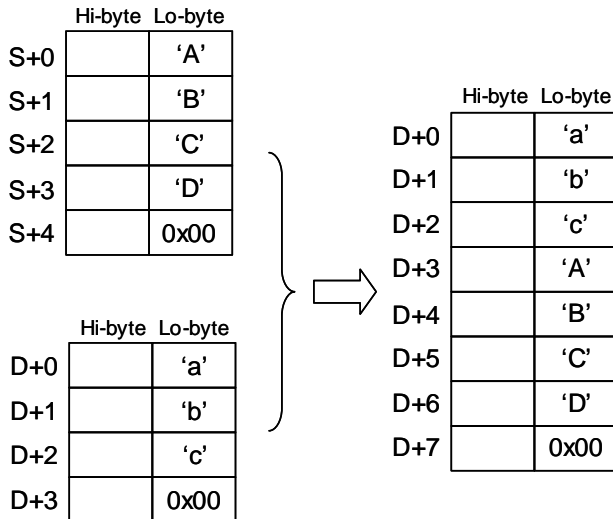 Hi-byte Lo-byte
S+0 ‘A’
S+1 ‘B’
S+2 ‘C’
S+3 ‘D’
S+4 0x00
Hi-byte Lo-byte
D+0 ‘a’
D+1 ‘b’
D+2 ‘c’
D+3 0x00
Hi-byte Lo-byte
D+0 ‘a’
D+1 ‘b’
D+2 ‘c’
D+3 ‘A’
D+4 ‘B’
D+5 ‘C’
D+6 ‘D’
D+7 0x00